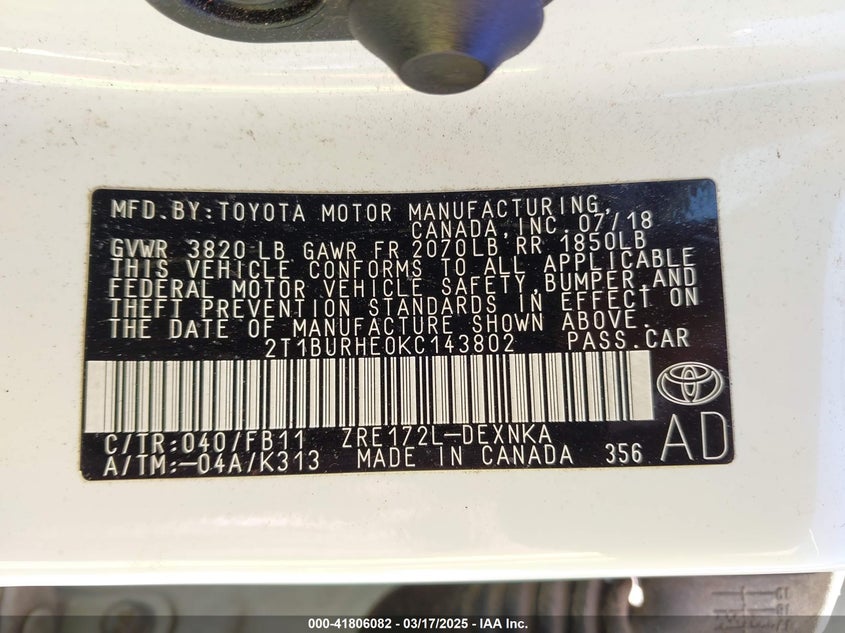 MFD.BY:TOYOTA MOTOR MANUFACTURING,
CANADA,INC.07/18
GVWR 3820 LB GAWR FR 2070LB,RR 1850LB
THIS VEHICLE CONFORMS TO ALL APPLICABLE
FEDERAL MOTOR VEHICLE SAFETY,BUMPER,AND
THEFT PREVENTION STANDARDS IN EFFECT ON
THE DATE OF MANUFACTURE SHOWN ABOVE.
2T1BURHE0KC143802 PASS.CAR
C/TR:040/FB11 ZRE172L-DEXNKA
A/TM:-04A/K313 MADE IN CANADA 356 AD
000-41806082 - 03/17/2025 - IAA Inc.